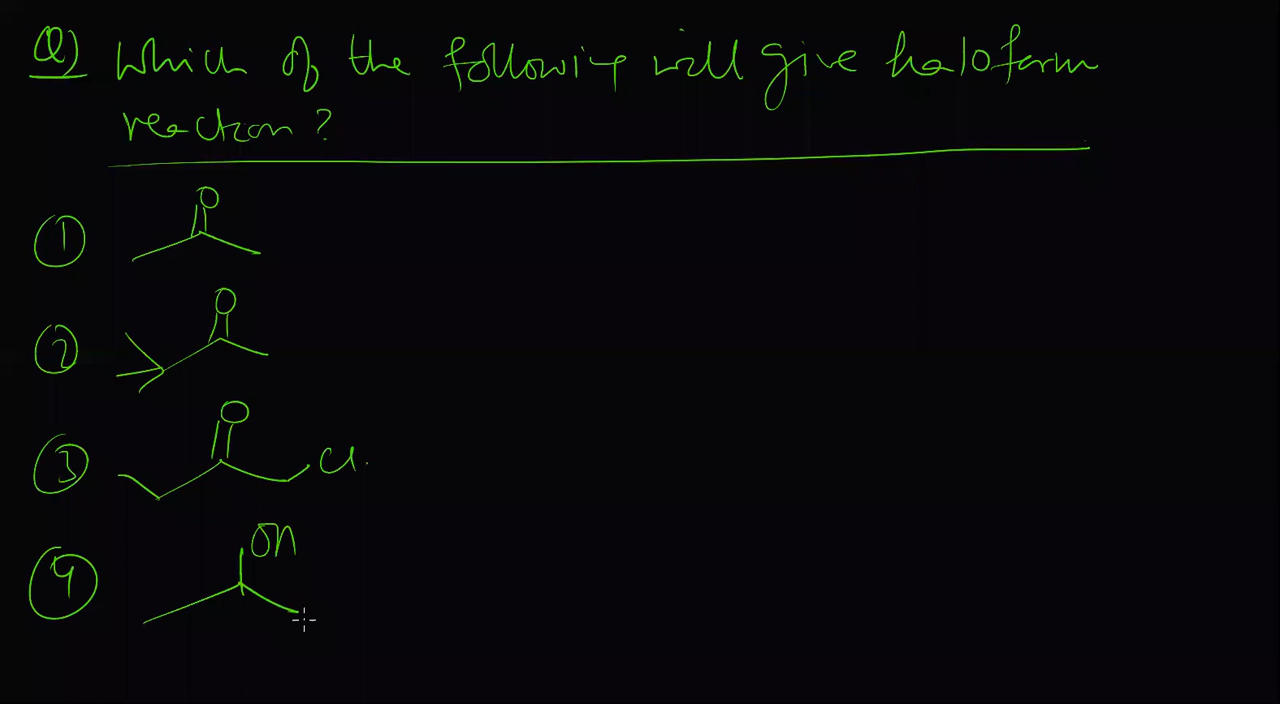 Q) Which of the following will give haloform
reaction?
① O
② O
③ O Cl.
④ OH